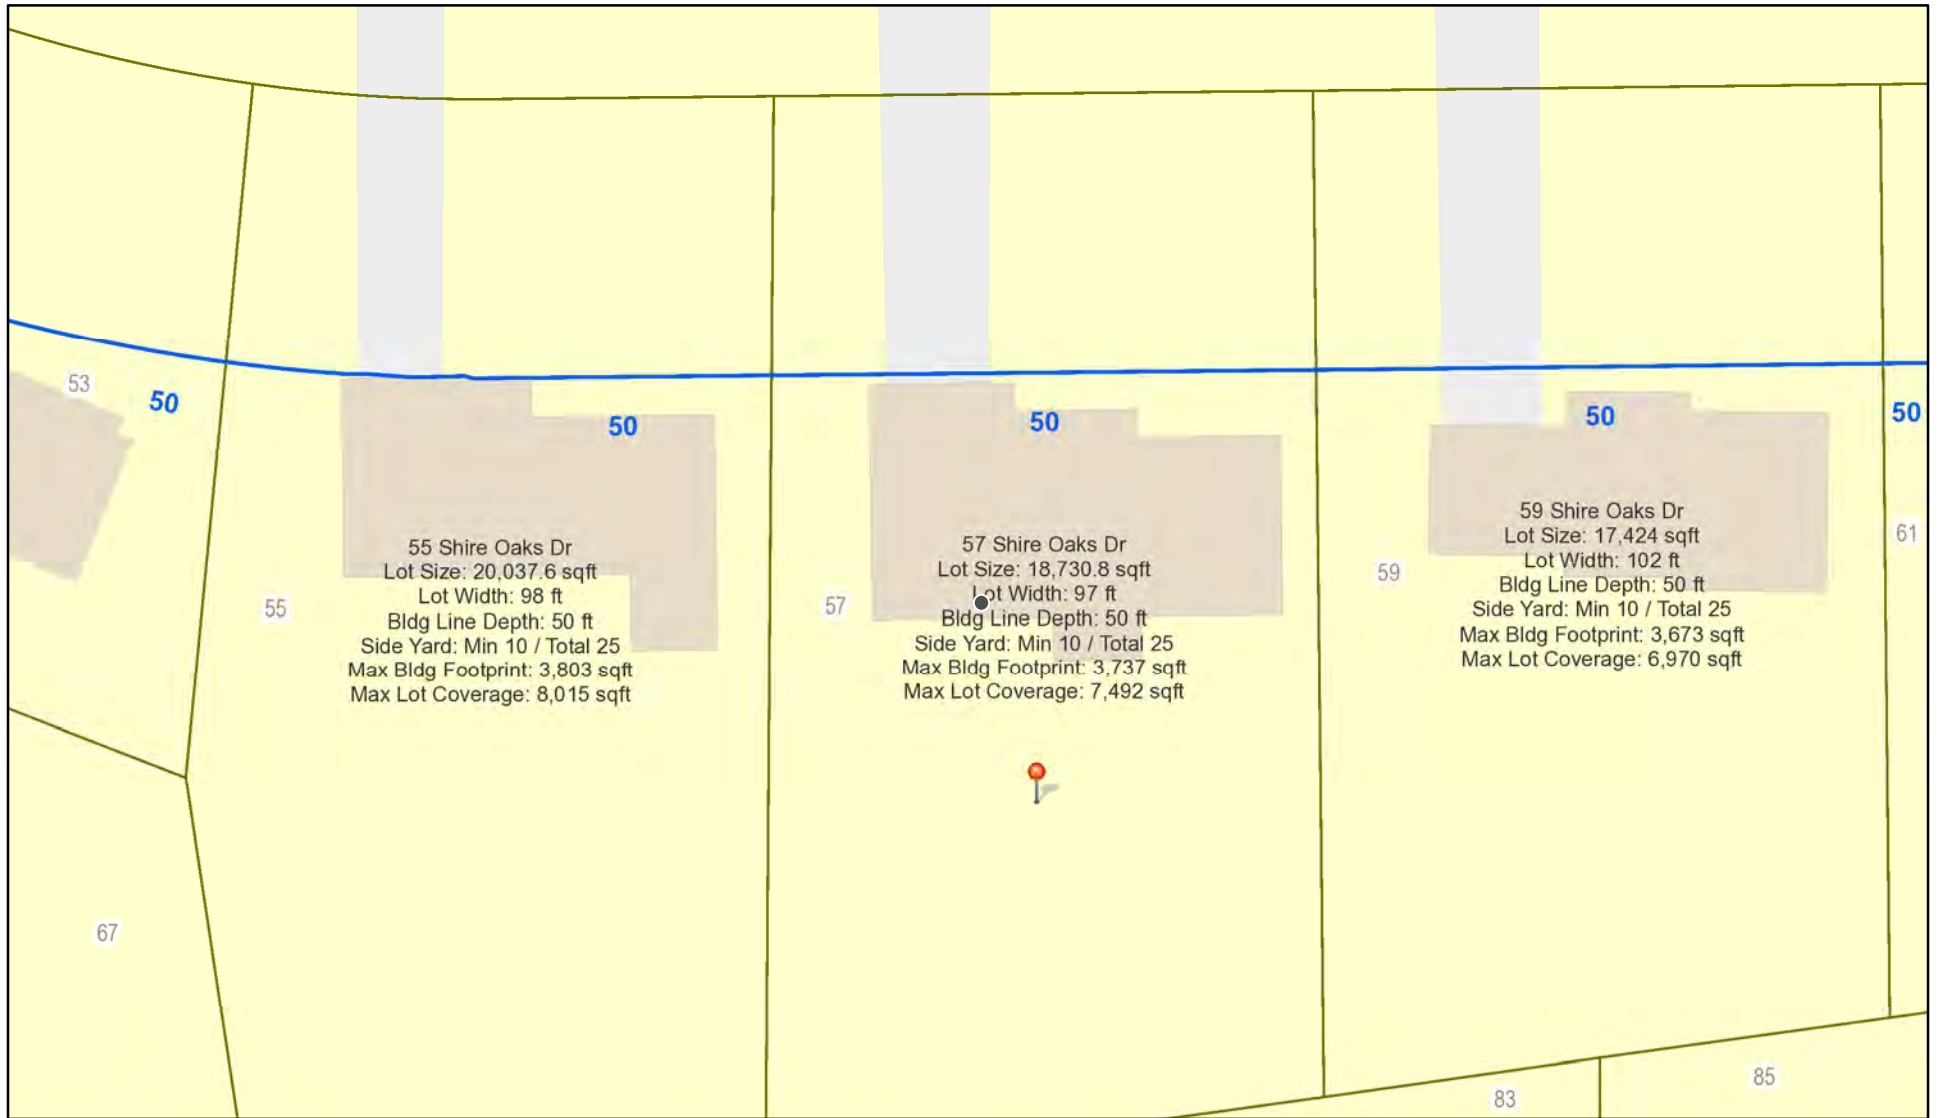 53
50
50
50
50
50
55 Shire Oaks Dr
Lot Size: 20,037.6 sqft
Lot Width: 98 ft
Bldg Line Depth: 50 ft
Side Yard: Min 10 / Total 25
Max Bldg Footprint: 3,803 sqft
Max Lot Coverage: 8,015 sqft
55
57 Shire Oaks Dr
Lot Size: 18,730.8 sqft
Lot Width: 97 ft
Bldg Line Depth: 50 ft
Side Yard: Min 10 / Total 25
Max Bldg Footprint: 3,737 sqft
Max Lot Coverage: 7,492 sqft
57
59 Shire Oaks Dr
Lot Size: 17,424 sqft
Lot Width: 102 ft
Bldg Line Depth: 50 ft
Side Yard: Min 10 / Total 25
Max Bldg Footprint: 3,673 sqft
Max Lot Coverage: 6,970 sqft
59
61
67
83
85